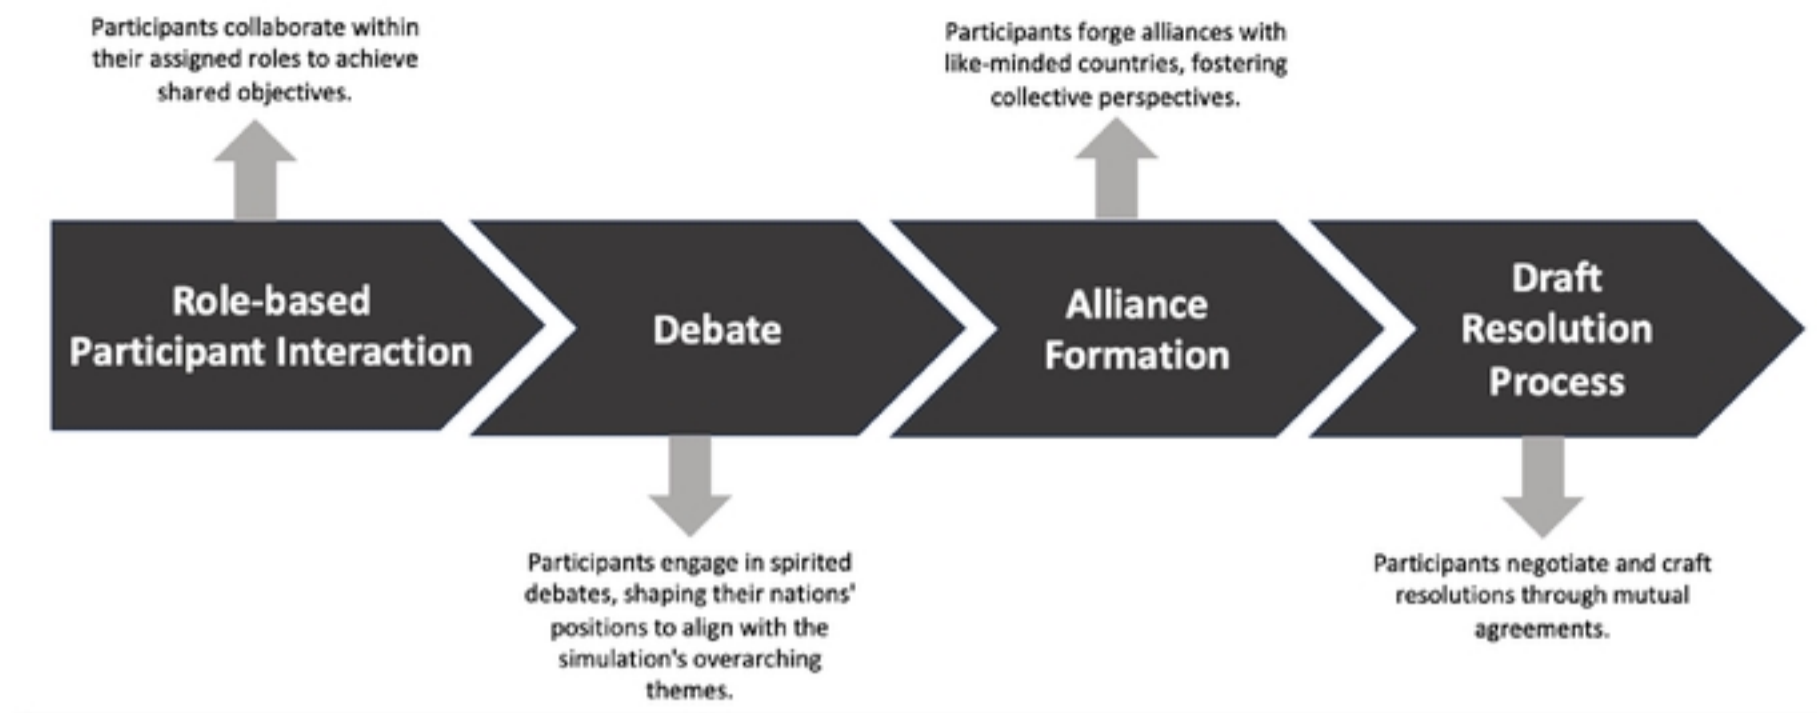 Participants collaborate within
their assigned roles to achieve
shared objectives.
Participants forge alliances with
like-minded countries, fostering
collective perspectives.
Role-based
Participant Interaction
Debate
Alliance
Formation
Draft
Resolution
Process
Participants engage in spirited
debates, shaping their nations'
positions to align with the
simulation's overarching
themes.
Participants negotiate and craft
resolutions through mutual
agreements.